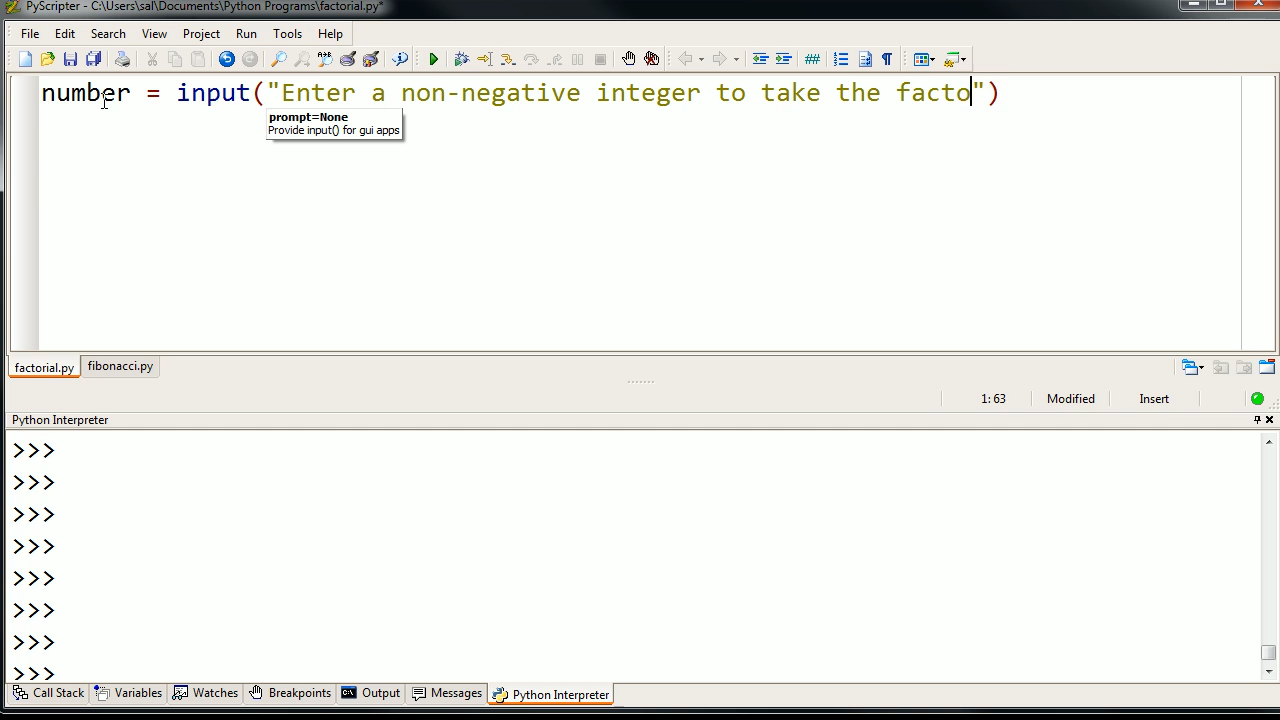 PyScripter - C:\Users\sal\Documents\Python Programs\factorial.py*
File Edit Search View Project Run Tools Help
number = input("Enter a non-negative integer to take the facto")
prompt=None
Provide input() for gui apps
factorial.py fibonacci.py
1: 63 Modified Insert
Python Interpreter
>>>
>>>
>>>
>>>
>>>
>>>
>>>
>>>
Call Stack Variables Watches Breakpoints Output Messages Python Interpreter